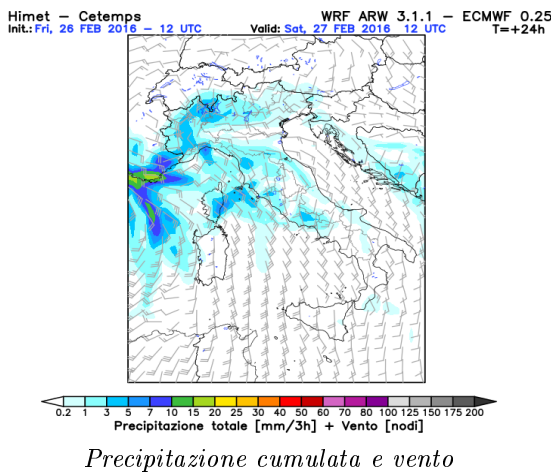 Himet – Cetemps WRF ARW 3.1.1 – ECMWF 0.25
Init.: Fri, 26 FEB 2016 – 12 UTC Valid: Sat, 27 FEB 2016 12 UTC T=+24h
0.2 1 3 5 7 10 15 20 25 30 40 50 60 70 80 100 125 150 175 200
Precipitazione totale [mm/3h] + Vento [nodi]
Precipitazione cumulata e vento